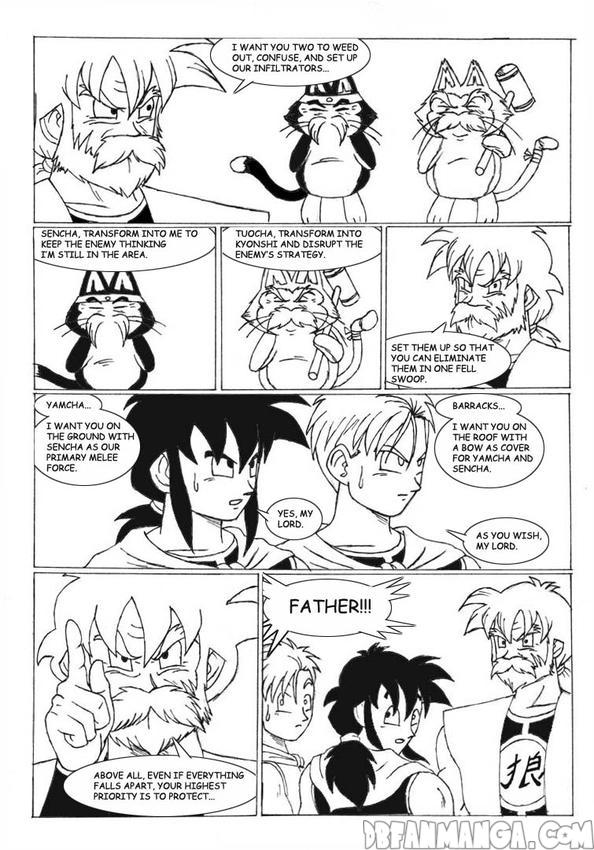 I WANT YOU TWO TO WEED
OUT, CONFUSE, AND SET UP
OUR INFILTRATORS...
SENCHA, TRANSFORM INTO ME TO
KEEP THE ENEMY THINKING
I'M STILL IN THE AREA.
TUOCHA, TRANSFORM INTO
KYONSHI AND DISRUPT THE
ENEMY'S STRATEGY.
SET THEM UP SO THAT
YOU CAN ELIMINATE
THEM IN ONE FELL
SWOOP.
YAMCHA...
I WANT YOU ON
THE GROUND WITH
SENCHA AS OUR
PRIMARY MELEE
FORCE.
YES, MY
LORD.
BARRACKS...
I WANT YOU ON
THE ROOF WITH
A BOW AS COVER
FOR YAMCHA AND
SENCHA.
AS YOU WISH,
MY LORD.
ABOVE ALL, EVEN IF EVERYTHING
FALLS APART, YOUR HIGHEST
PRIORITY IS TO PROTECT...
FATHER!!!
狼
DBFANMANGA.COM